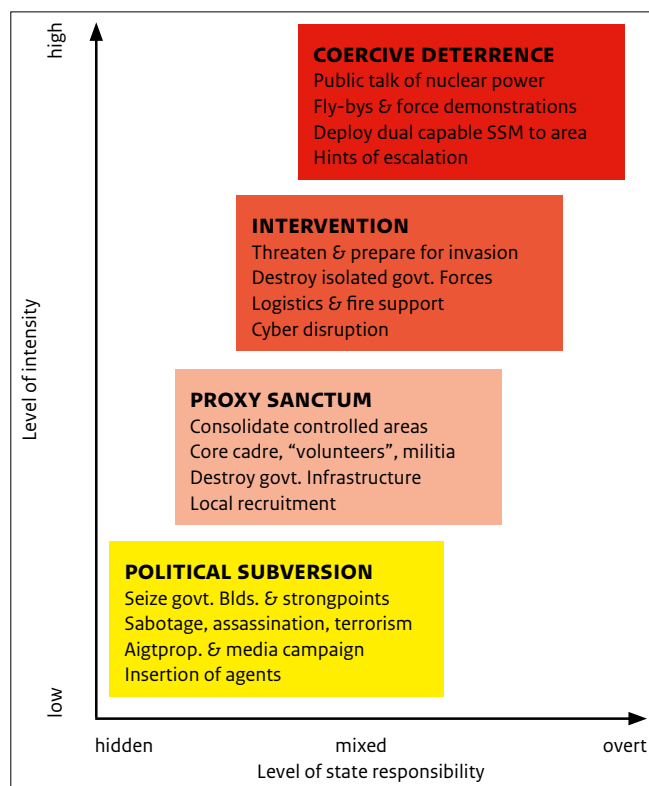 high
COERCIVE DETERRENCE
Public talk of nuclear power
Fly-bys & force demonstrations
Deploy dual capable SSM to area
Hints of escalation
INTERVENTION
Threaten & prepare for invasion
Destroy isolated govt. Forces
Logistics & fire support
Cyber disruption
Level of intensity
PROXY SANCTUM
Consolidate controlled areas
Core cadre, “volunteers”, militia
Destroy govt. Infrastructure
Local recruitment
POLITICAL SUBVERSION
Seize govt. Blds. & strongpoints
Sabotage, assassination, terrorism
Aigtprop. & media campaign
Insertion of agents
low
hidden mixed overt
Level of state responsibility